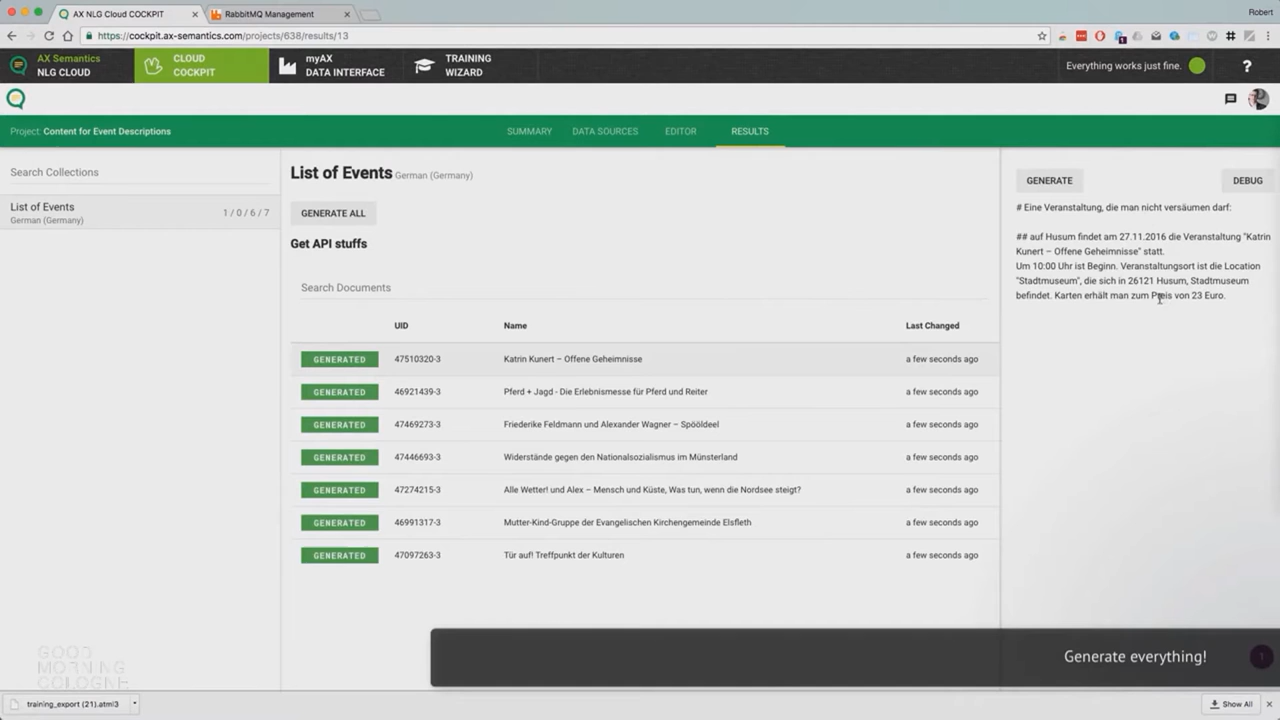 AX NLG Cloud COCKPIT
RabbitMQ Management
Robert
https://cockpit.ax-semantics.com/projects/638/results/13
AX Semantics
NLG CLOUD
CLOUD
COCKPIT
myAX
DATA INTERFACE
TRAINING
WIZARD
Everything works just fine.
?
Project: Content for Event Descriptions
SUMMARY
DATA SOURCES
EDITOR
RESULTS
Search Collections
List of Events
German (Germany)
1 / 0 / 6 / 7
List of Events German (Germany)
GENERATE ALL
Get API stuffs
Search Documents
UID Name Last Changed
GENERATED 47510320-3 Katrin Kunert – Offene Geheimnisse a few seconds ago
GENERATED 46921439-3 Pferd + Jagd - Die Erlebnismesse für Pferd und Reiter a few seconds ago
GENERATED 47469273-3 Friederike Feldmann und Alexander Wagner – Spööldeel a few seconds ago
GENERATED 47446693-3 Widerstände gegen den Nationalsozialismus im Münsterland a few seconds ago
GENERATED 47274215-3 Alle Wetter! und Alex – Mensch und Küste, Was tun, wenn die Nordsee steigt? a few seconds ago
GENERATED 46991317-3 Mutter-Kind-Gruppe der Evangelischen Kirchengemeinde Elsfleth a few seconds ago
GENERATED 47097263-3 Tür auf! Treffpunkt der Kulturen a few seconds ago
GENERATE
DEBUG
# Eine Veranstaltung, die man nicht versäumen darf:
## auf Husum findet am 27.11.2016 die Veranstaltung "Katrin
Kunert – Offene Geheimnisse" statt.
Um 10:00 Uhr ist Beginn. Veranstaltungsort ist die Location
"Stadtmuseum", die sich in 26121 Husum, Stadtmuseum
befindet. Karten erhält man zum Preis von 23 Euro.
Generate everything!
1
GOOD
MORNING
COLOGNE
training_export (21).atml3
Show All